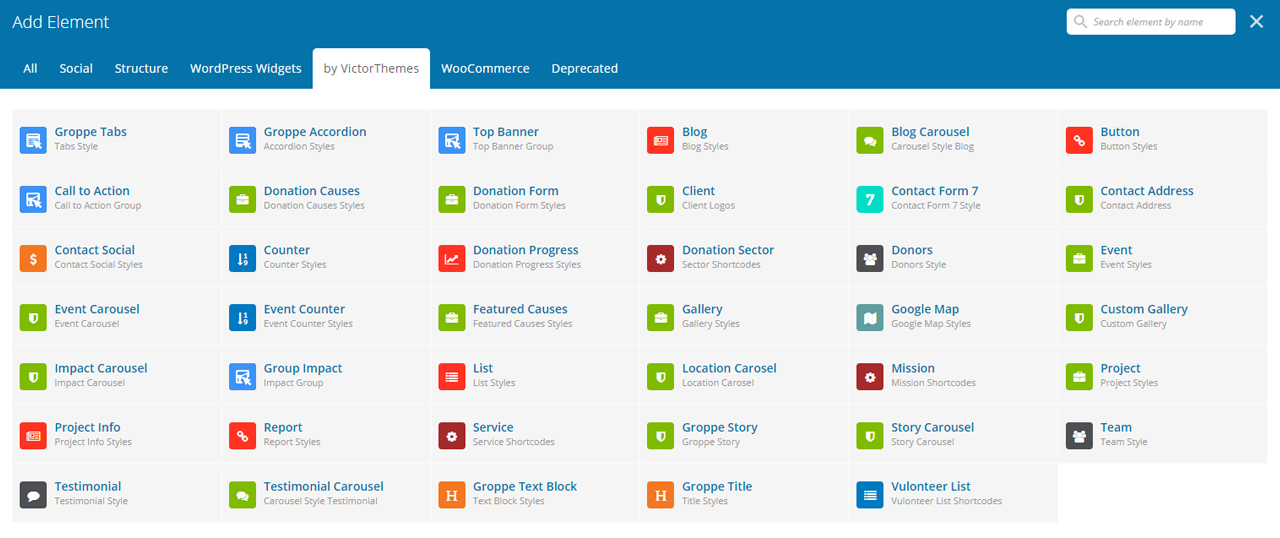 Add Element
Search element by name
All Social Structure WordPress Widgets by VictorThemes WooCommerce Deprecated
Groppe Tabs
Tabs Style
Groppe Accordion
Accordion Styles
Top Banner
Top Banner Group
Blog
Blog Styles
Blog Carousel
Carousel Style Blog
Button
Button Styles
Call to Action
Call to Action Group
Donation Causes
Donation Causes Styles
Donation Form
Donation Form Styles
Client
Client Logos
7
Contact Form 7
Contact Form 7 Style
Contact Address
Contact Address
$
Contact Social
Contact Social Styles
1
9
Counter
Counter Styles
Donation Progress
Donation Progress Styles
Donation Sector
Sector Shortcodes
Donors
Donors Style
Event
Event Styles
Event Carousel
Event Carousel
1
9
Event Counter
Event Counter Styles
Featured Causes
Featured Causes Styles
Gallery
Gallery Styles
Google Map
Google Map Styles
Custom Gallery
Custom Gallery
Impact Carousel
Impact Carousel
Group Impact
Impact Group
List
List Styles
Location Carosel
Location Carosel
Mission
Mission Shortcodes
Project
Project Styles
Project Info
Project Info Styles
Report
Report Styles
Service
Service Shortcodes
Groppe Story
Groppe Story
Story Carousel
Story Carousel
Team
Team Style
Testimonial
Testimonial Style
Testimonial Carousel
Carousel Style Testimonial
H
Groppe Text Block
Text Block Styles
H
Groppe Title
Title Styles
Vulonteer List
Vulonteer List Shortcodes